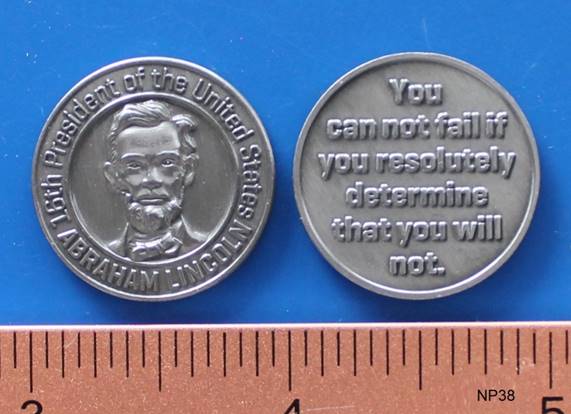 16th President of the United States
ABRAHAM LINCOLN
You
can not fail if
you resolutely
determine
that you will
not.
3 4 5
NP38